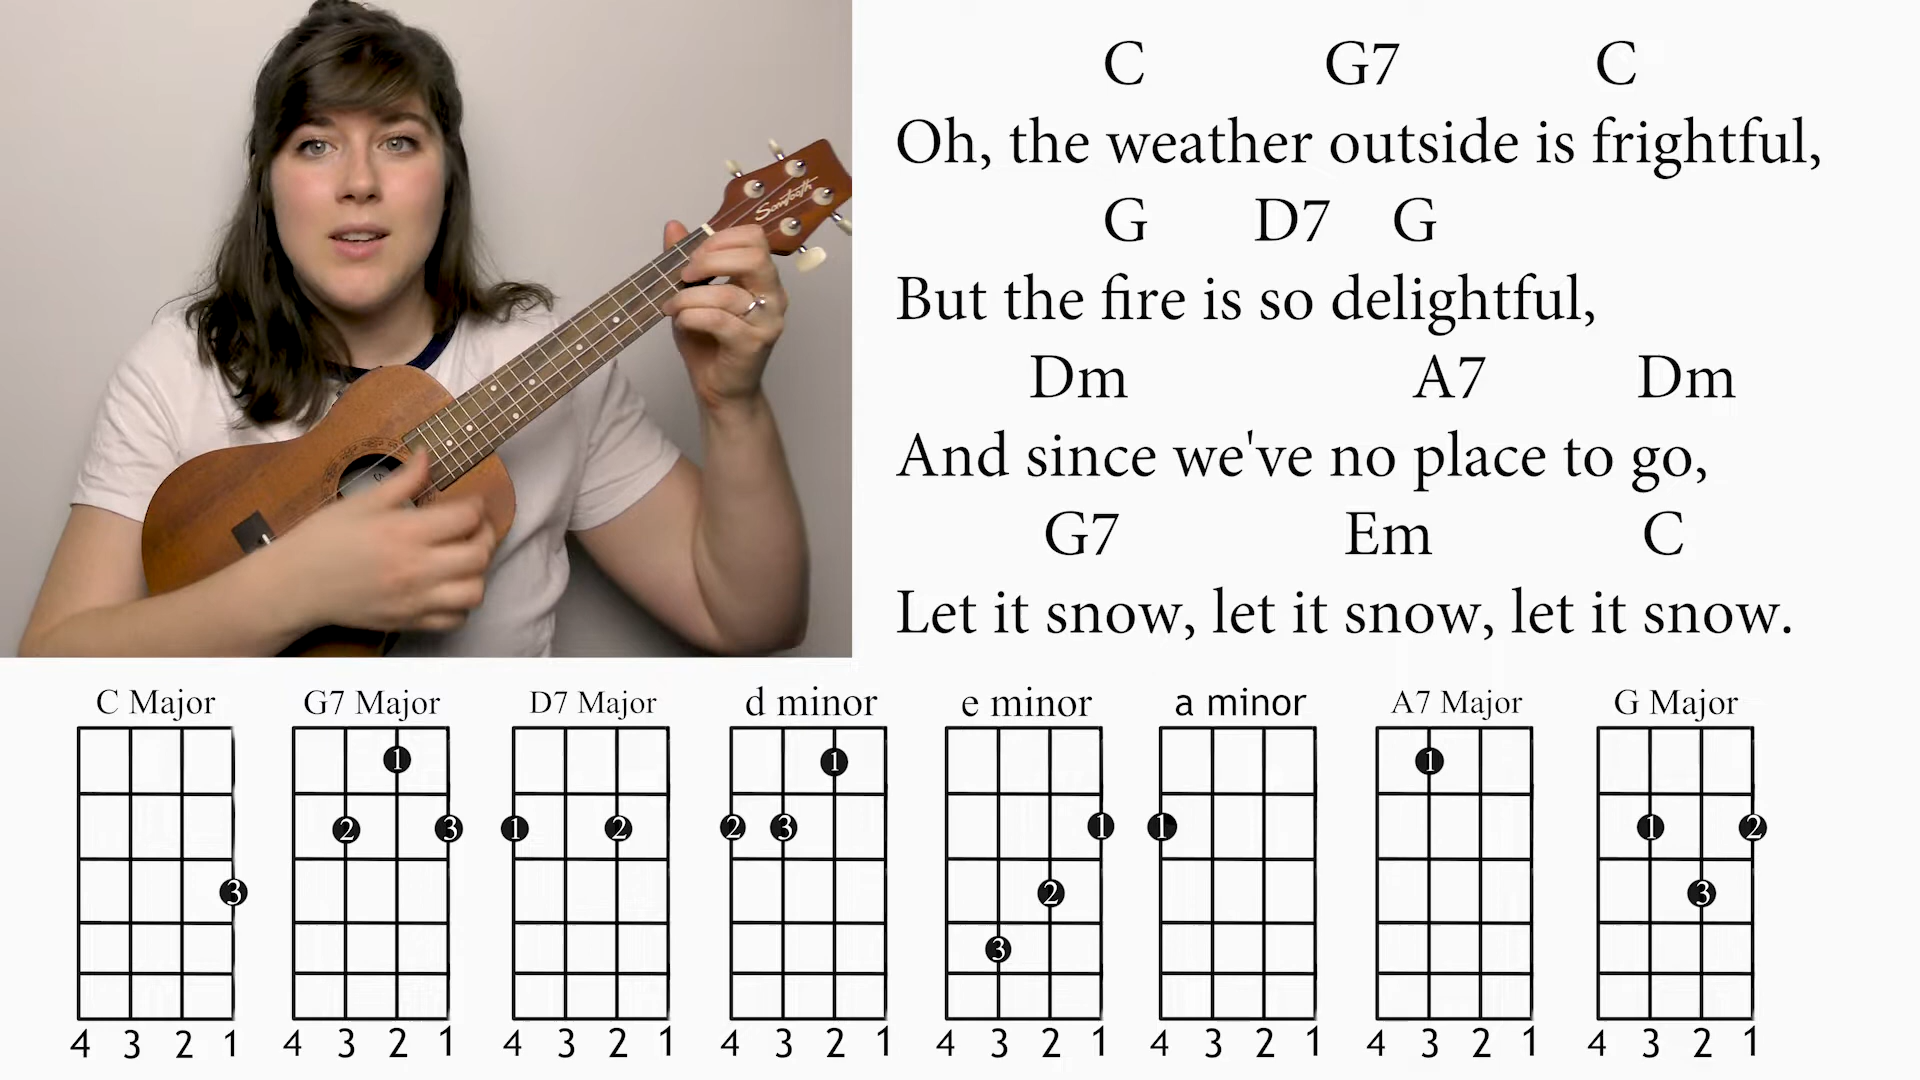 Sawtooth
C G7 C
Oh, the weather outside is frightful,
G D7 G
But the fire is so delightful,
Dm A7 Dm
And since we've no place to go,
G7 Em C
Let it snow, let it snow, let it snow.
C Major G7 Major D7 Major d minor e minor a minor A7 Major G Major
1 1 1
2 3 1 2 2 3 1 1 1 2
3 2 3
3
4 3 2 1 4 3 2 1 4 3 2 1 4 3 2 1 4 3 2 1 4 3 2 1 4 3 2 1 4 3 2 1